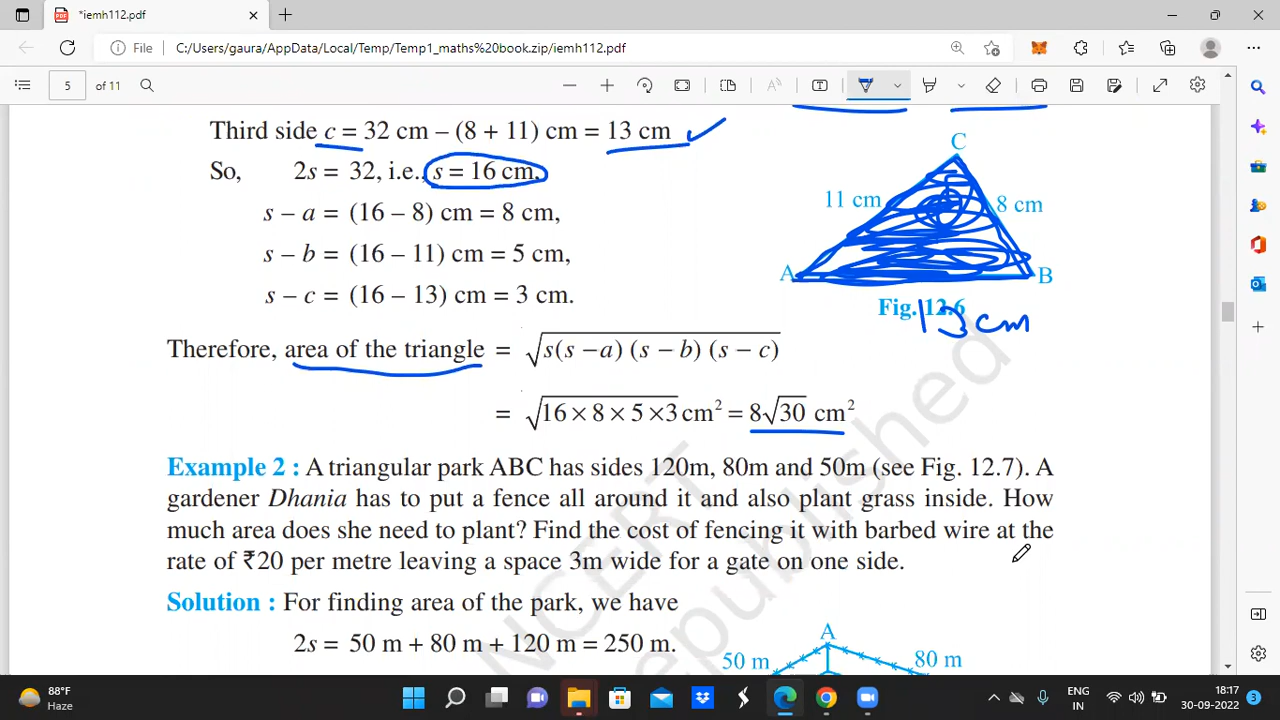 *iemh112.pdf
File C:/Users/gaura/AppData/Local/Temp/Temp1_maths%20book.zip/iemh112.pdf
5 of 11
Third side c = 32 cm – (8 + 11) cm = 13 cm
So, 2s = 32, i.e., s = 16 cm,
s – a = (16 – 8) cm = 8 cm,
s – b = (16 – 11) cm = 5 cm,
s – c = (16 – 13) cm = 3 cm.
C
11 cm
8 cm
A
B
Fig. 12.6
13 cm
Therefore, area of the triangle = √s(s – a) (s – b) (s – c)
= √16 × 8 × 5 × 3 cm² = 8√30 cm²
Example 2 : A triangular park ABC has sides 120m, 80m and 50m (see Fig. 12.7). A
gardener Dhania has to put a fence all around it and also plant grass inside. How
much area does she need to plant? Find the cost of fencing it with barbed wire at the
rate of ₹20 per metre leaving a space 3m wide for a gate on one side.
Solution : For finding area of the park, we have
2s = 50 m + 80 m + 120 m = 250 m.
A
50 m
80 m
NCERT
republished
88°F
Haze
ENG
IN
18:17
30-09-2022
3